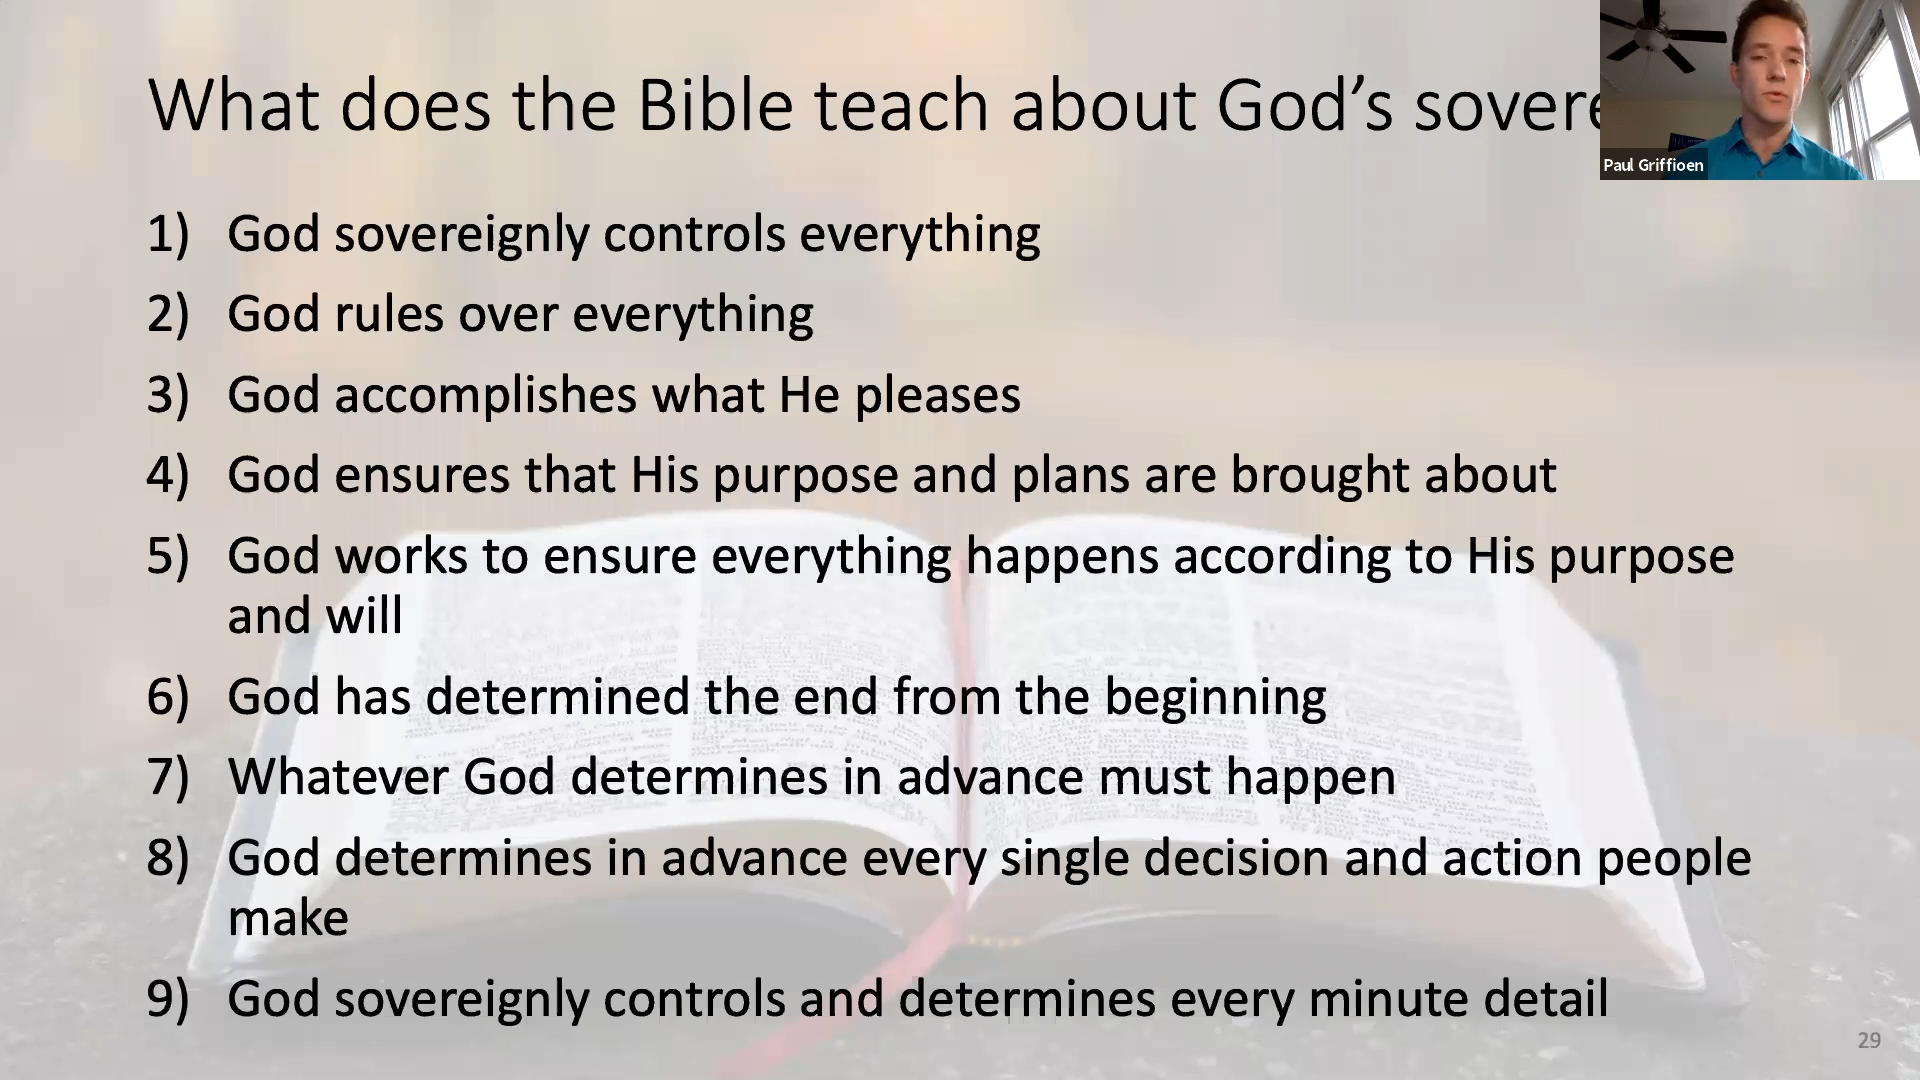 What does the Bible teach about God's sovere
Paul Griffioen
1) God sovereignly controls everything
2) God rules over everything
3) God accomplishes what He pleases
4) God ensures that His purpose and plans are brought about
5) God works to ensure everything happens according to His purpose
and will
6) God has determined the end from the beginning
7) Whatever God determines in advance must happen
8) God determines in advance every single decision and action people
make
9) God sovereignly controls and determines every minute detail
29